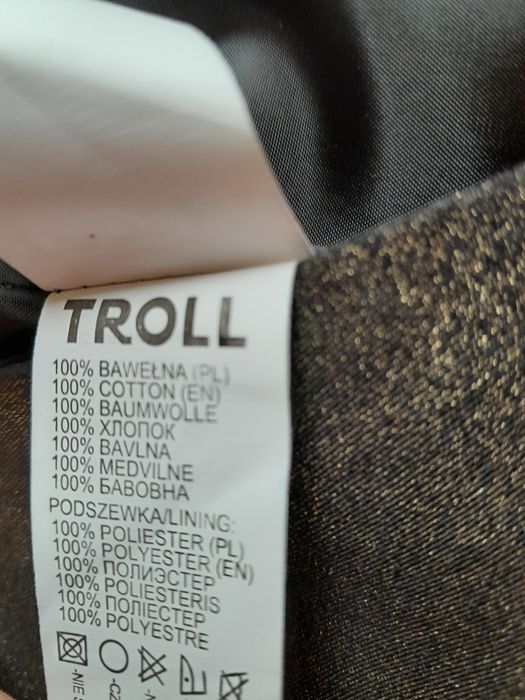 TROLL
100% BAWEŁNA (PL)
100% COTTON (EN)
100% BAUMWOLLE
100% ХЛОПОК
100% BAVLNA
100% MEDVILNE
100% БАВОВНА
PODSZEWKA/LINING:
100% POLIESTER (PL)
100% POLYESTER (EN)
100% ПОЛИЭСТЕР
100% POLIESTERIS
100% ПОЛІЕСТЕР
100% POLYESTRE